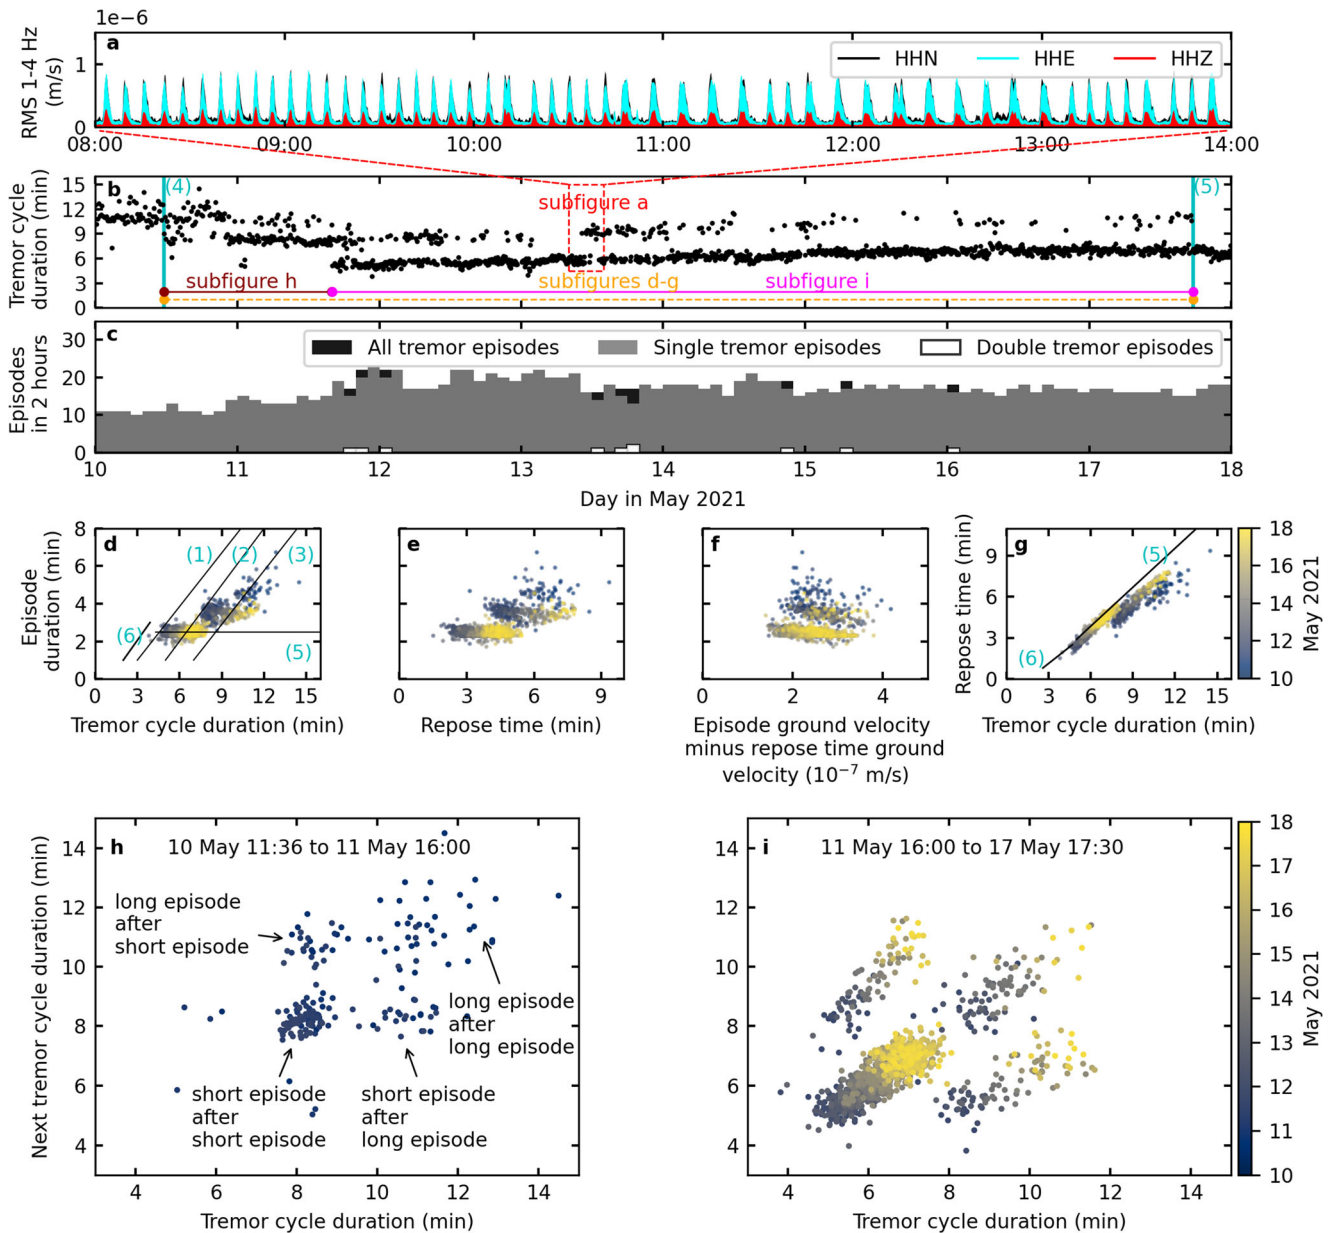 1e−6
a
RMS 1-4 Hz
(m/s)
1
0
HHN HHE HHZ
08:00 09:00 10:00 11:00 12:00 13:00 14:00
b
Tremor cycle
duration (min)
15
12
9
6
3
0
(4)
subfigure a
(5)
subfigure h
subfigures d-g
subfigure i
c
Episodes
in 2 hours
30
20
10
0
All tremor episodes Single tremor episodes Double tremor episodes
10 11 12 13 14 15 16 17 18
Day in May 2021
d
Episode
duration (min)
8
6
4
2
0
(1) (2) (3)
(6)
(5)
0 3 6 9 12 15
Tremor cycle duration (min)
e
8
6
4
2
0
0 3 6 9
Repose time (min)
f
8
6
4
2
0
0 2 4
Episode ground velocity
minus repose time ground
velocity (10⁻⁷ m/s)
g
Repose time (min)
9
6
3
0
(5)
(6)
0 3 6 9 12 15
Tremor cycle duration (min)
18
16
14
12
10
May 2021
h
10 May 11:36 to 11 May 16:00
Next tremor cycle duration (min)
14
12
10
8
6
4
long episode
after
short episode
long episode
after
long episode
short episode
after
short episode
short episode
after
long episode
4 6 8 10 12 14
Tremor cycle duration (min)
i
11 May 16:00 to 17 May 17:30
14
12
10
8
6
4
4 6 8 10 12 14
Tremor cycle duration (min)
18
17
16
15
14
13
12
11
10
May 2021